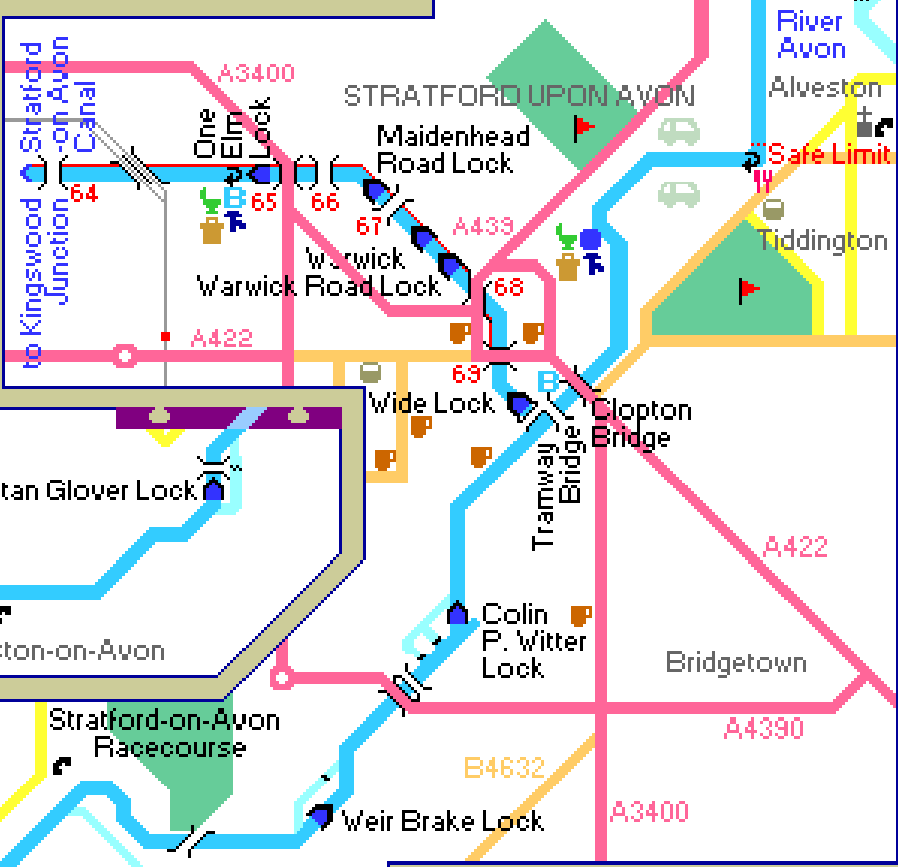 River
Avon
Stratford
-on-Avon
Canal
A3400
STRATFORD UPON AVON
Alveston
One
Elm
Lock
Maidenhead
Road Lock
Safe Limit
64
B
65
66
67
A439
Warwick
Warwick Road Lock
68
Tiddington
to Kingswood
Junction
A422
69
B
Wide Lock
Clopton
Bridge
Tramway
Bridge
tan Glover Lock
A422
Colin
P. Witter
Lock
ton-on-Avon
Bridgetown
Stratford-on-Avon
Racecourse
A4390
B4632
A3400
Weir Brake Lock